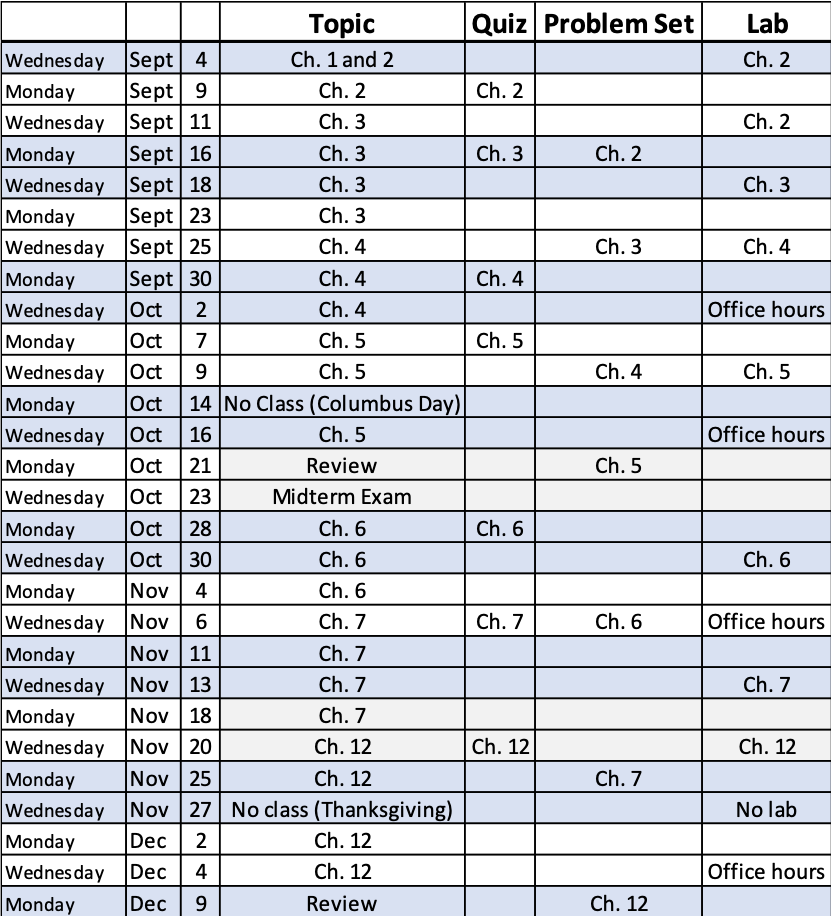 Topic Quiz Problem Set Lab
Wednesday Sept 4 Ch. 1 and 2 Ch. 2
Monday Sept 9 Ch. 2 Ch. 2
Wednesday Sept 11 Ch. 3 Ch. 2
Monday Sept 16 Ch. 3 Ch. 3 Ch. 2
Wednesday Sept 18 Ch. 3 Ch. 3
Monday Sept 23 Ch. 3
Wednesday Sept 25 Ch. 4 Ch. 3 Ch. 4
Monday Sept 30 Ch. 4 Ch. 4
Wednesday Oct 2 Ch. 4 Office hours
Monday Oct 7 Ch. 5 Ch. 5
Wednesday Oct 9 Ch. 5 Ch. 4 Ch. 5
Monday Oct 14 No Class (Columbus Day)
Wednesday Oct 16 Ch. 5 Office hours
Monday Oct 21 Review Ch. 5
Wednesday Oct 23 Midterm Exam
Monday Oct 28 Ch. 6 Ch. 6
Wednesday Oct 30 Ch. 6 Ch. 6
Monday Nov 4 Ch. 6
Wednesday Nov 6 Ch. 7 Ch. 7 Ch. 6 Office hours
Monday Nov 11 Ch. 7
Wednesday Nov 13 Ch. 7 Ch. 7
Monday Nov 18 Ch. 7
Wednesday Nov 20 Ch. 12 Ch. 12 Ch. 12
Monday Nov 25 Ch. 12 Ch. 7
Wednesday Nov 27 No class (Thanksgiving) No lab
Monday Dec 2 Ch. 12
Wednesday Dec 4 Ch. 12 Office hours
Monday Dec 9 Review Ch. 12